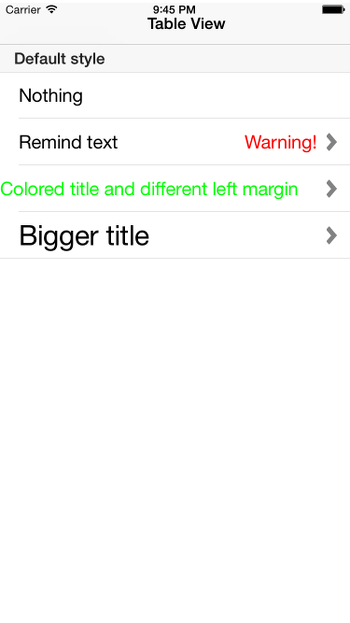 Carrier 9:45 PM
Table View
Default style
Nothing
Remind text Warning!
Colored title and different left margin
Bigger title